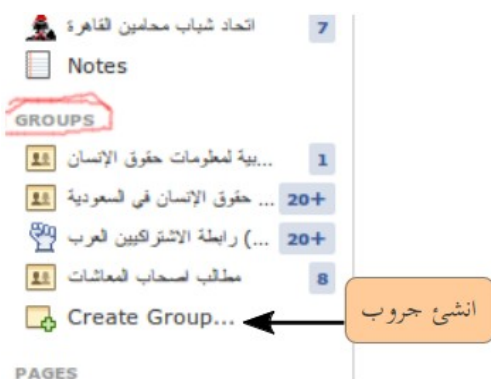 اتحاد شباب محامين القاهرة 7
Notes
GROUPS
...بية لمعلومات حقوق الإنسان 1
... حقوق الإنسان في السعودية 20+
...) رابطة الاشتراكيين العرب 20+
مطالب اصحاب المعاشات 8
Create Group...
انشئ جروب
PAGES